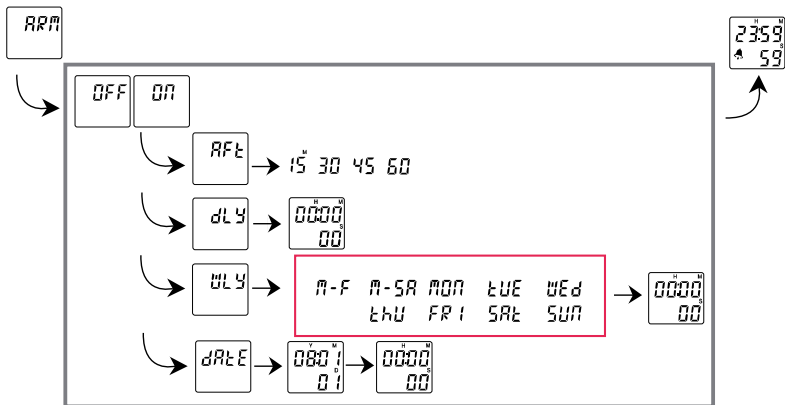 ARM
H M
23:59
S
59
OFF ON
AFt
M
15 30 45 60
dLY
H M
00:00
S
00
WLY
M-F M-SA MON tUE WEd
thU FRI SAt SUN
H M
00:00
S
00
dAtE
Y M
08:01
D
01
H M
00:00
S
00